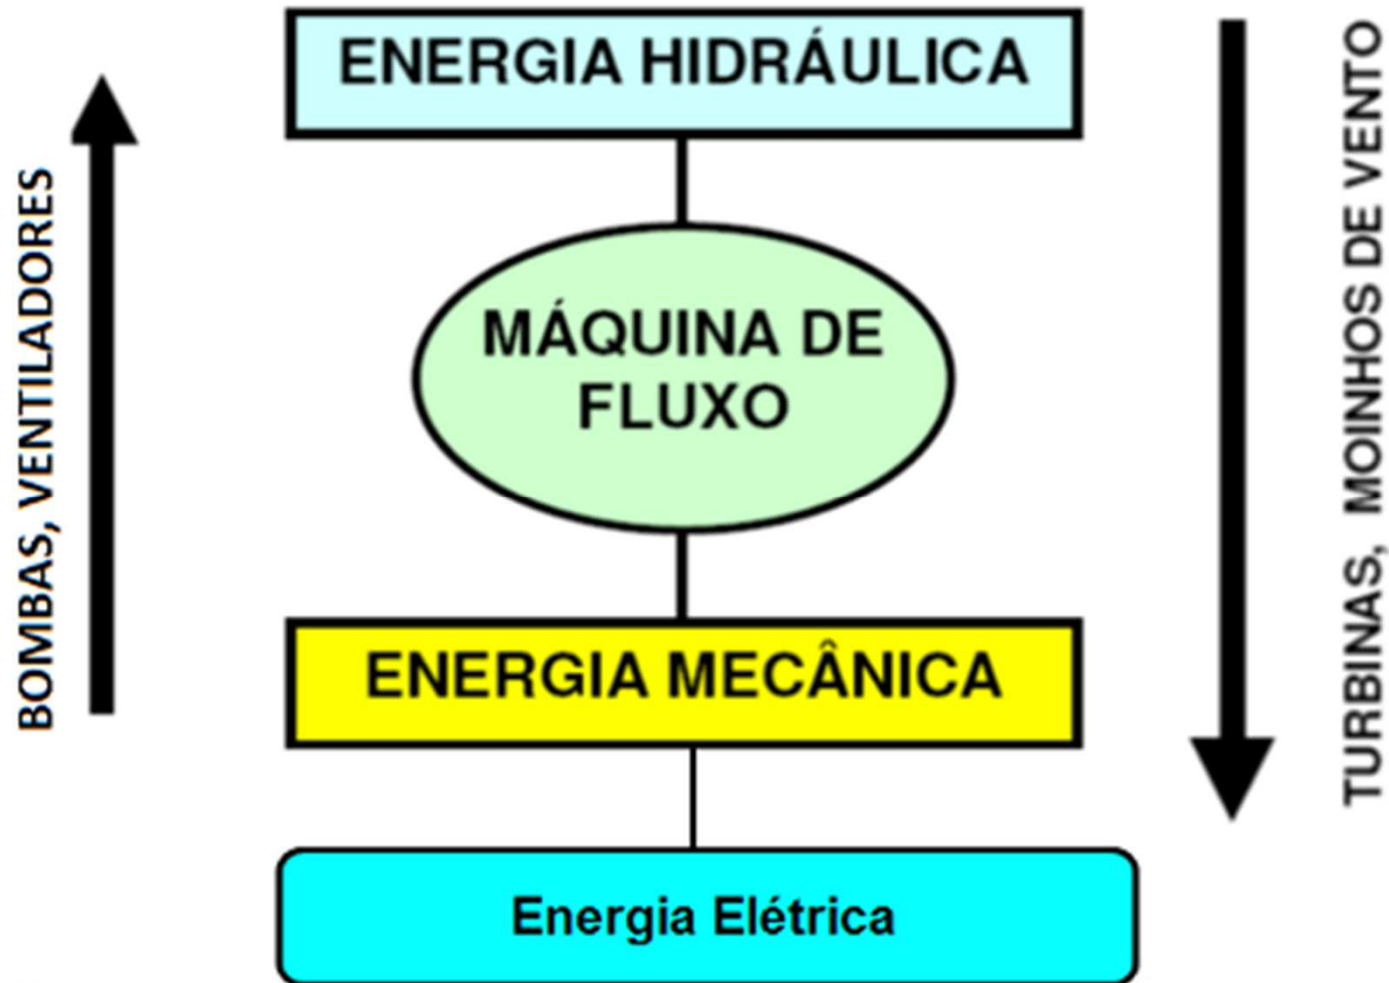 ENERGIA HIDRÁULICA
BOMBAS, VENTILADORES
MÁQUINA DE
FLUXO
TURBINAS, MOINHOS DE VENTO
ENERGIA MECÂNICA
Energia Elétrica